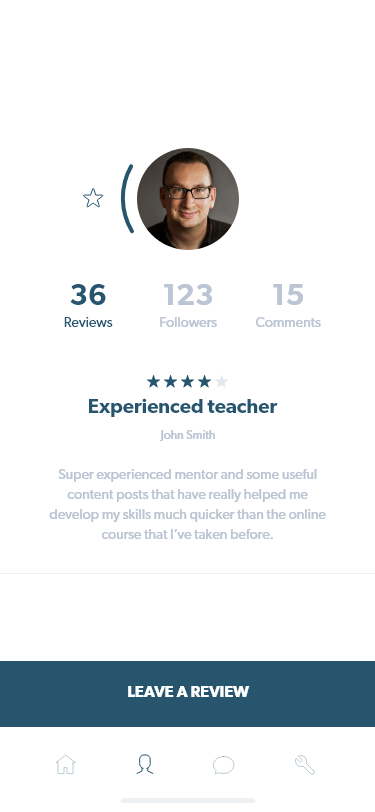 36 123 15
Reviews Followers Comments
Experienced teacher
John Smith
Super experienced mentor and some useful
content posts that have really helped me
develop my skills much quicker than the online
course that I´ve taken before.
LEAVE A REVIEW